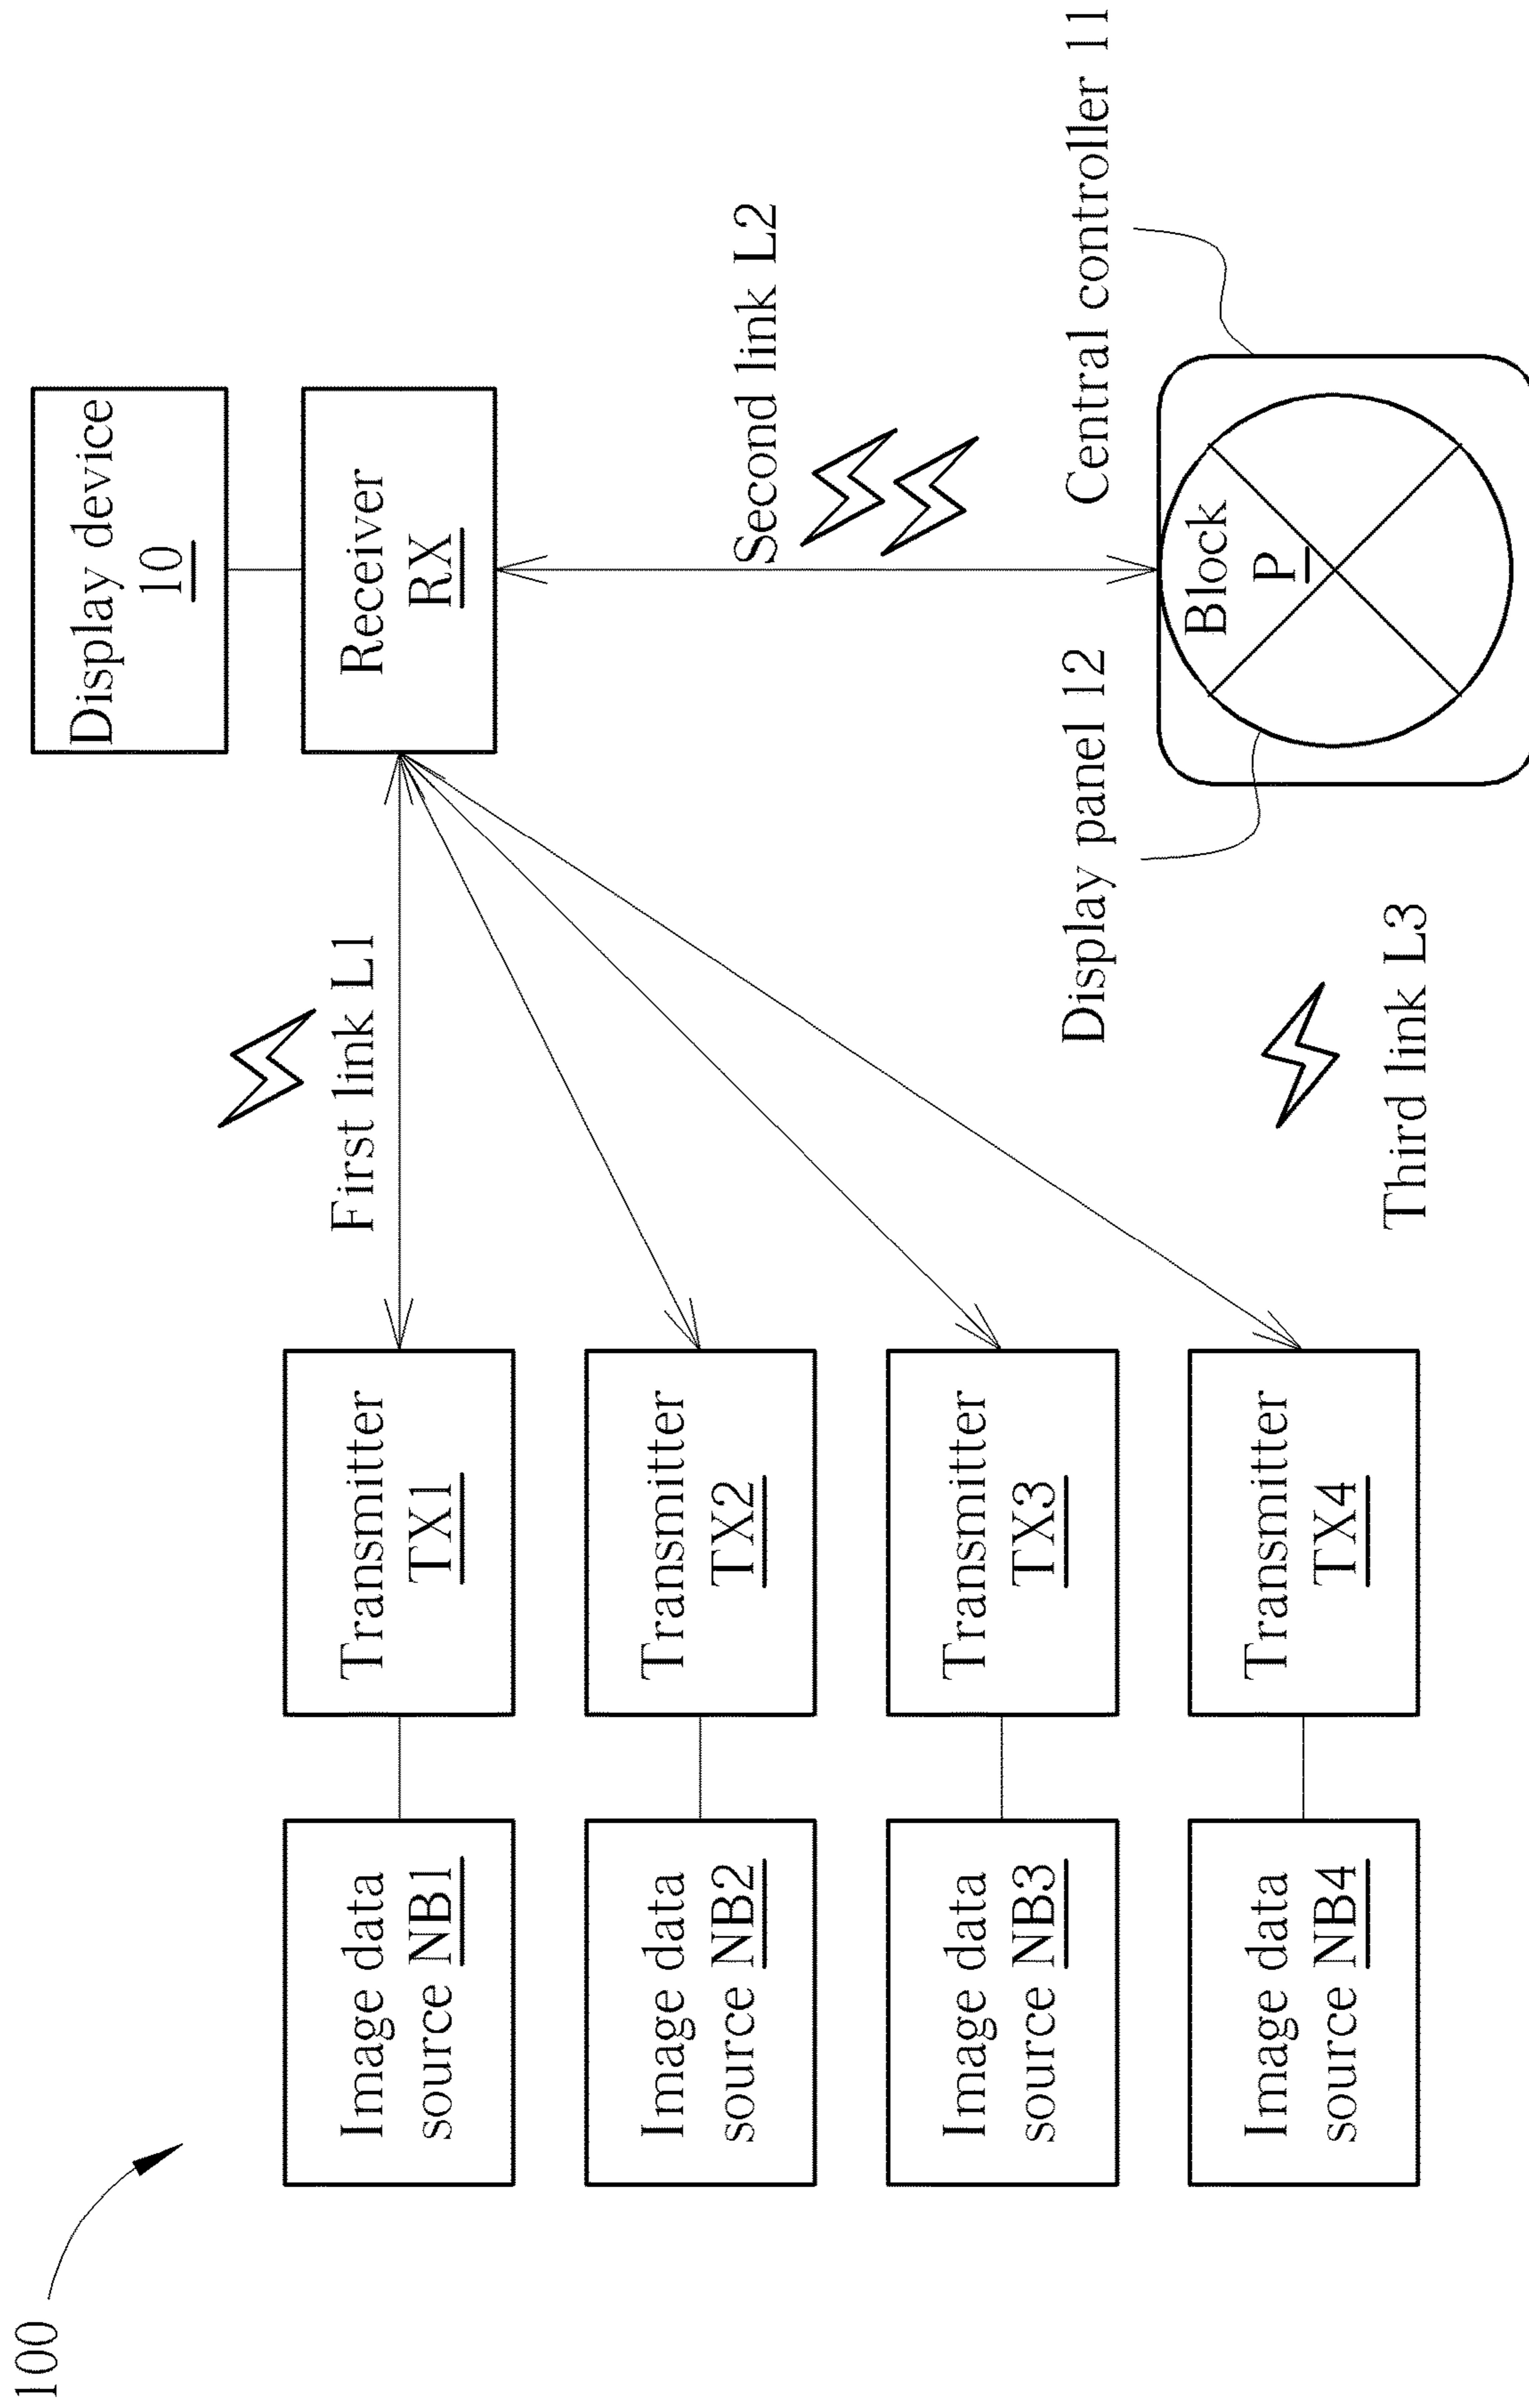 100
Image data
source NB1
Transmitter
TX1
First link L1
Display device
10
Receiver
RX
Image data
source NB2
Transmitter
TX2
Second link L2
Image data
source NB3
Transmitter
TX3
Display panel 12
Central controller 11
Image data
source NB4
Transmitter
TX4
Third link L3
Block
P